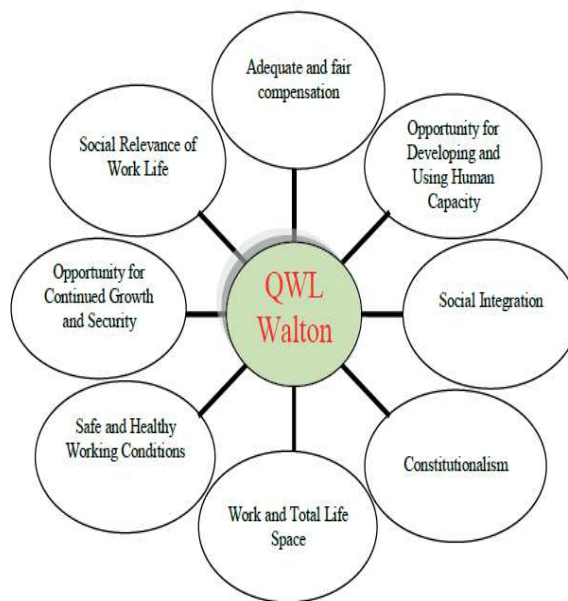 Adequate and fair
compensation
Opportunity for
Developing and
Using Human
Capacity
Social Integration
Constitutionalism
Work and Total Life
Space
Safe and Healthy
Working Conditions
Opportunity for
Continued Growth
and Security
Social Relevance of
Work Life
QWL
Walton